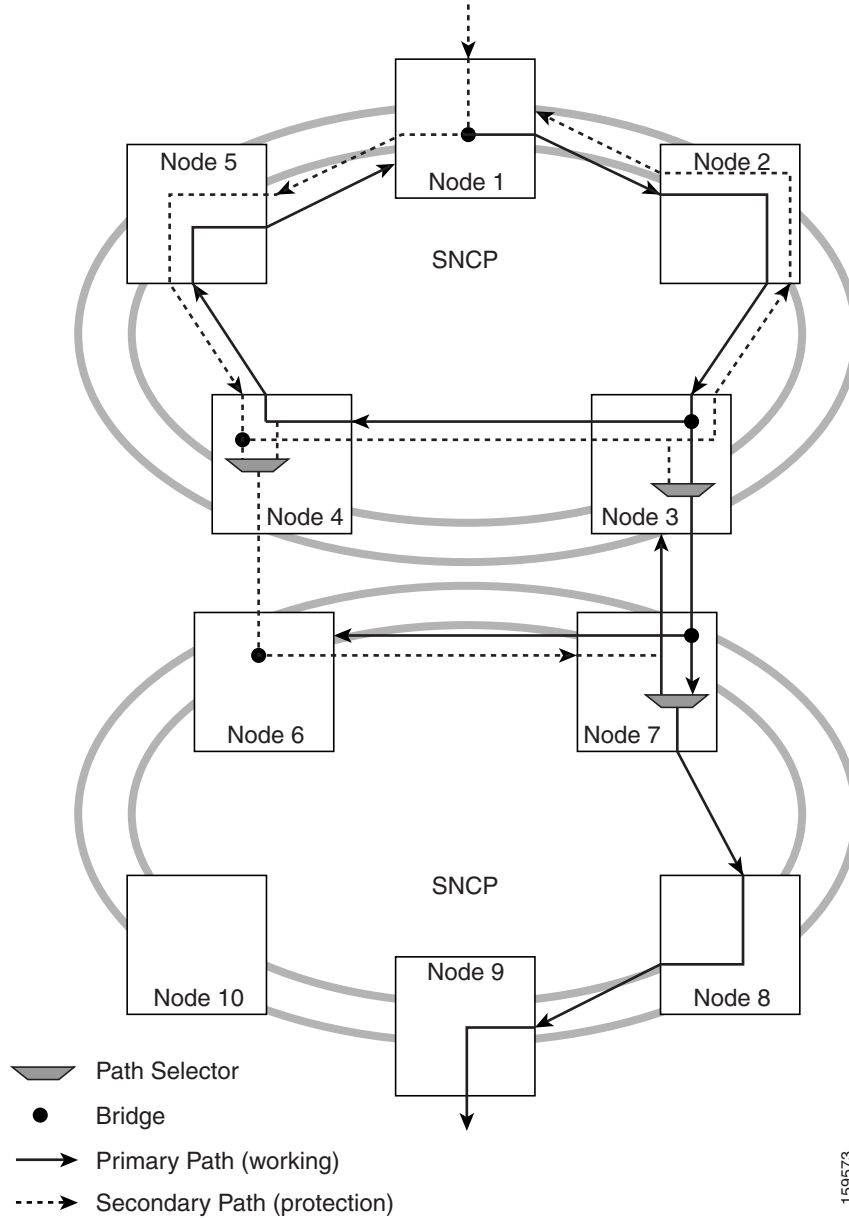 Node 5
Node 2
Node 1
SNCP
Node 4
Node 3
Node 6
Node 7
SNCP
Node 9
Node 10
Node 8
Path Selector
Bridge
Primary Path (working)
Secondary Path (protection)
159573